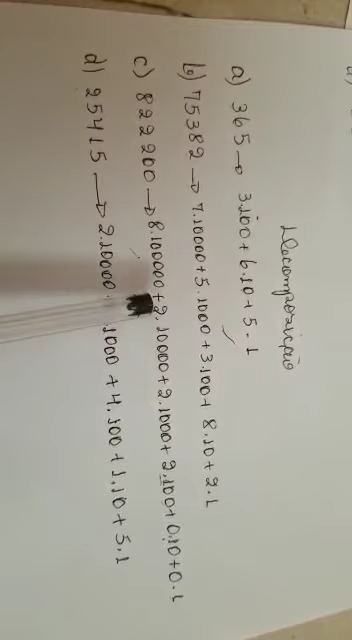 Decomposição
a) 365 → 3.100 + 6.10 + 5.1
b) 75382 → 7.10000 + 5.1000 + 3.100 + 8.10 + 2.1
c) 822200 → 8.100000 + 2.10000 + 2.1000 + 2.100 + 0.10 + 0.1
d) 25415 → 2.10000 .1000 + 4.100 + 1.10 + 5.1